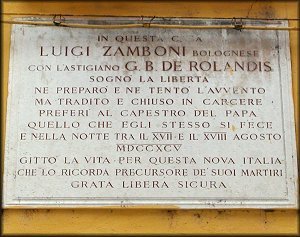 IN QUESTA C SA
LUIGI ZAMBONI BOLOGNESE
CON L'ASTIGIANO G. B. DE ROLANDIS
SOGNO LA LIBERTA
NE PREPARO E NE TENTO L'AVVENTO
MA TRADITO E CHIUSO IN CARCERE
PREFERI AL CAPESTRO DEL PAPA
QUELLO CHE EGLI STESSO SI FECE
E NELLA NOTTE TRA IL XVII E IL XVIII AGOSTO
MDCCXCV
GITTO LA VITA PER QUESTA NOVA ITALIA
CHE LO RICORDA PRECURSORE DE' SUOI MARTIRI
GRATA LIBERA SICURA